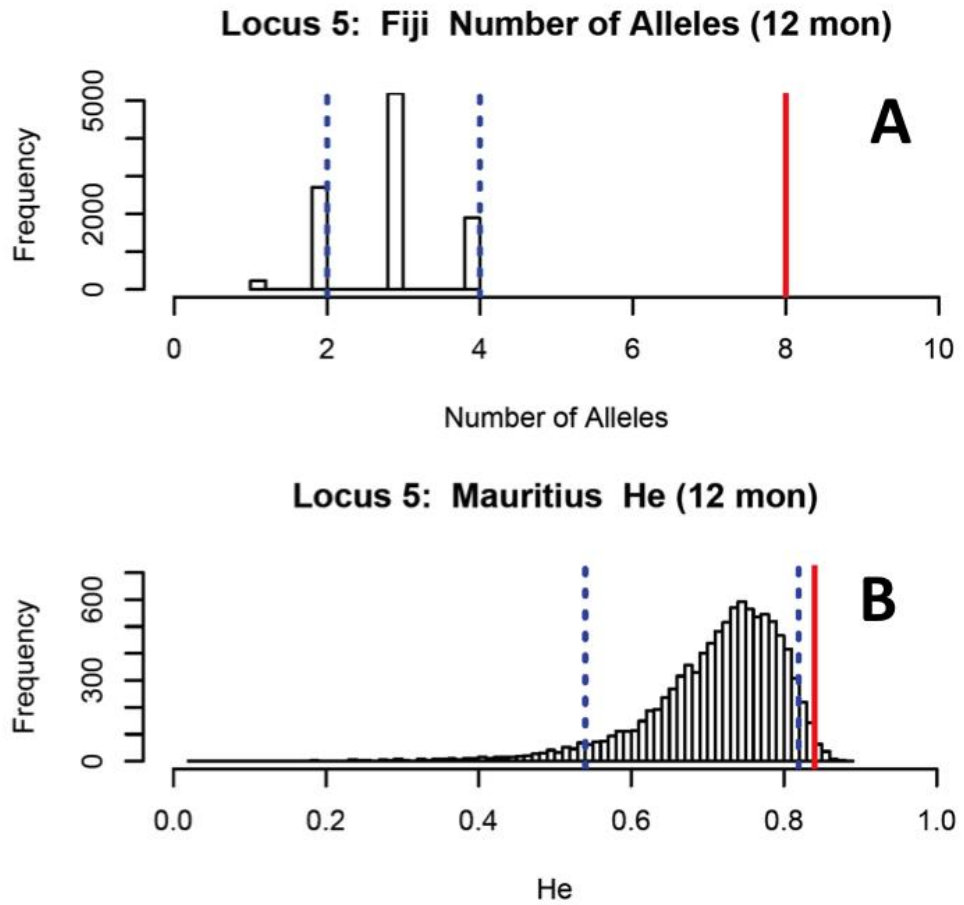 Locus 5:  Fiji  Number of Alleles (12 mon)
A
Frequency
5000
2000
0
0 2 4 6 8 10
Number of Alleles
Locus 5:  Mauritius  He (12 mon)
B
Frequency
600
300
0
0.0 0.2 0.4 0.6 0.8 1.0
He